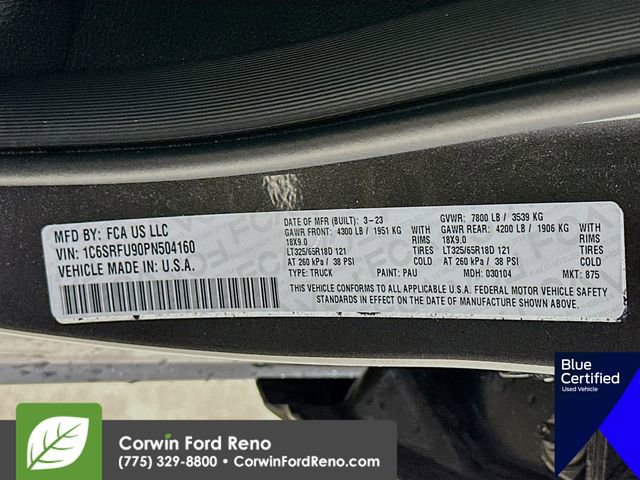 MFD BY: FCA US LLC
VIN: 1C6SRFU90PN504160
VEHICLE MADE IN: U.S.A.
DATE OF MFR (BUILT): 3-23
GVWR: 7800 LB / 3539 KG
GAWR FRONT: 4300 LB / 1951 KG WITH
18X9.0 RIMS
LT325/65R18D 121 TIRES
AT 260 kPa / 38 PSI COLD
GAWR REAR: 4200 LB / 1906 KG WITH
18X9.0 RIMS
LT325/65R18D 121 TIRES
AT 260 kPa / 38 PSI COLD
TYPE: TRUCK PAINT: PAU MDH: 030104 MKT: 875
THIS VEHICLE CONFORMS TO ALL APPLICABLE U.S.A. FEDERAL MOTOR VEHICLE SAFETY
STANDARDS IN EFFECT ON THE DATE OF MANUFACTURE SHOWN ABOVE.
Blue
Certified
Used Vehicle
Corwin Ford Reno
(775) 329-8800 • CorwinFordReno.com